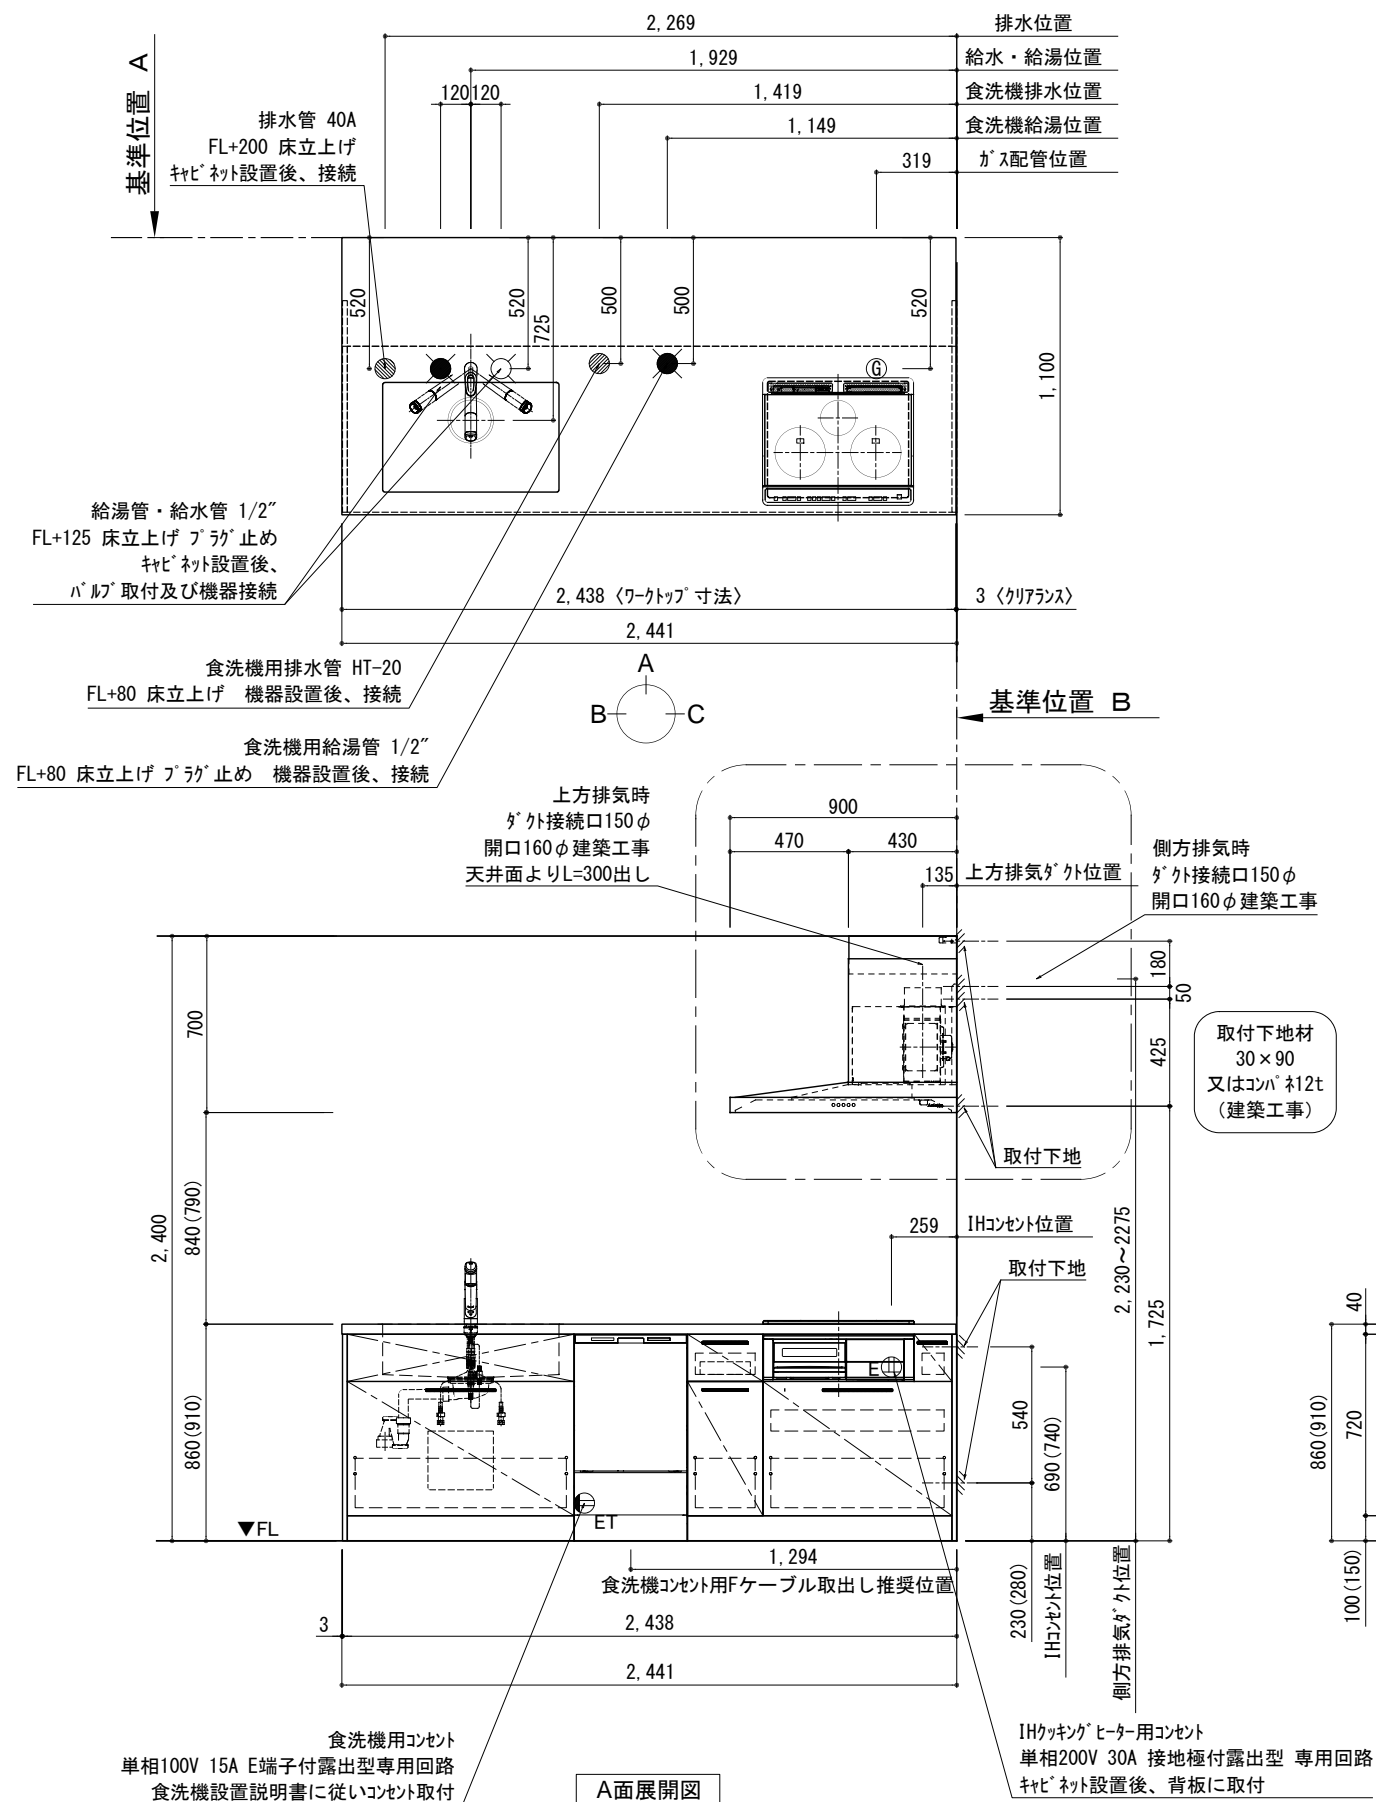 2,269 排水位置
1,929 給水・給湯位置
120 120 1,419 食洗機排水位置
1,149 食洗機給湯位置
319 ガス配管位置
基準位置 A
排水管 40A
FL+200 床立上げ
キャビネット設置後、接続
520
520
725
500
500
520
1,100
G
給湯管・給水管 1/2″
FL+125 床立上げ プラグ止め
キャビネット設置後、
バルブ取付及び機器接続
2,438 〈ワークトップ寸法〉 3 〈クリアランス〉
2,441
食洗機用排水管 HT-20
FL+80 床立上げ 機器設置後、接続
食洗機用給湯管 1/2″
FL+80 床立上げ プラグ止め 機器設置後、接続
A
B C
基準位置 B
上方排気時
ダクト接続口150φ
開口160φ建築工事
天井面よりL=300出し
900
470 430
135 上方排気ダクト位置
側方排気時
ダクト接続口150φ
開口160φ建築工事
180
50
425
取付下地材
30×90
又はコンパネ12t
(建築工事)
取付下地
700
840(790)
2,400
860(910)
259 IHコンセント位置
取付下地
2,230～2275
1,725
540
690(740)
230(280)
IHコンセント位置
側方排気ダクト位置
40
720
860(910)
100(150)
E
ET
▼FL
1,294
食洗機コンセント用Fケーブル取出し推奨位置
3 2,438
2,441
食洗機用コンセント
単相100V 15A E端子付露出型専用回路
食洗機設置説明書に従いコンセント取付
A面展開図
IHクッキングヒーター用コンセント
単相200V 30A 接地極付露出型 専用回路
キャビネット設置後、背板に取付